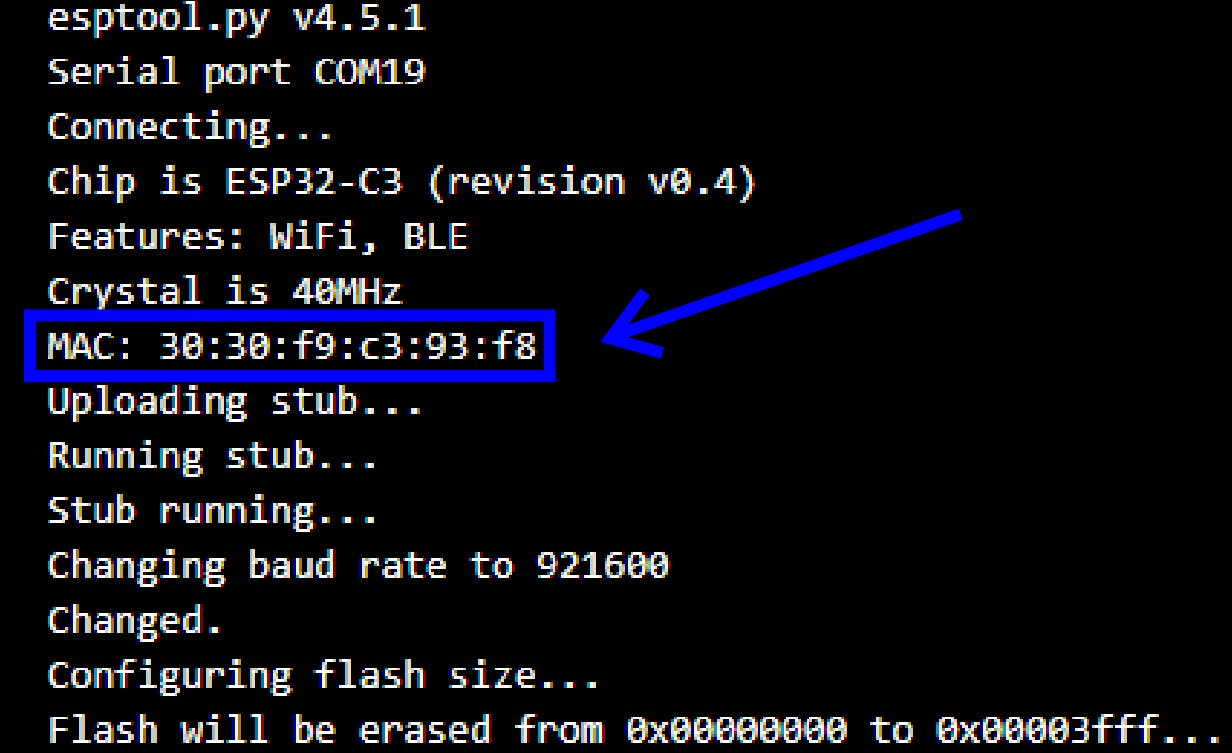 esptool.py v4.5.1
Serial port COM19
Connecting...
Chip is ESP32-C3 (revision v0.4)
Features: WiFi, BLE
Crystal is 40MHz
MAC: 30:30:f9:c3:93:f8
Uploading stub...
Running stub...
Stub running...
Changing baud rate to 921600
Changed.
Configuring flash size...
Flash will be erased from 0x00000000 to 0x00003fff...